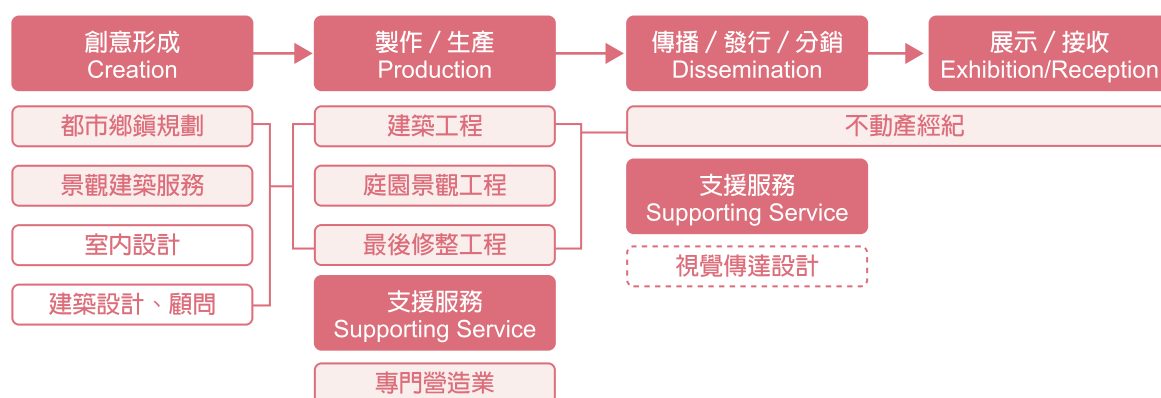 創意形成
Creation
製作 / 生產
Production
傳播 / 發行 / 分銷
Dissemination
展示 / 接收
Exhibition/Reception
都市鄉鎮規劃
景觀建築服務
室內設計
建築設計、顧問
建築工程
庭園景觀工程
最後修整工程
支援服務
Supporting Service
專門營造業
不動產經紀
支援服務
Supporting Service
視覺傳達設計